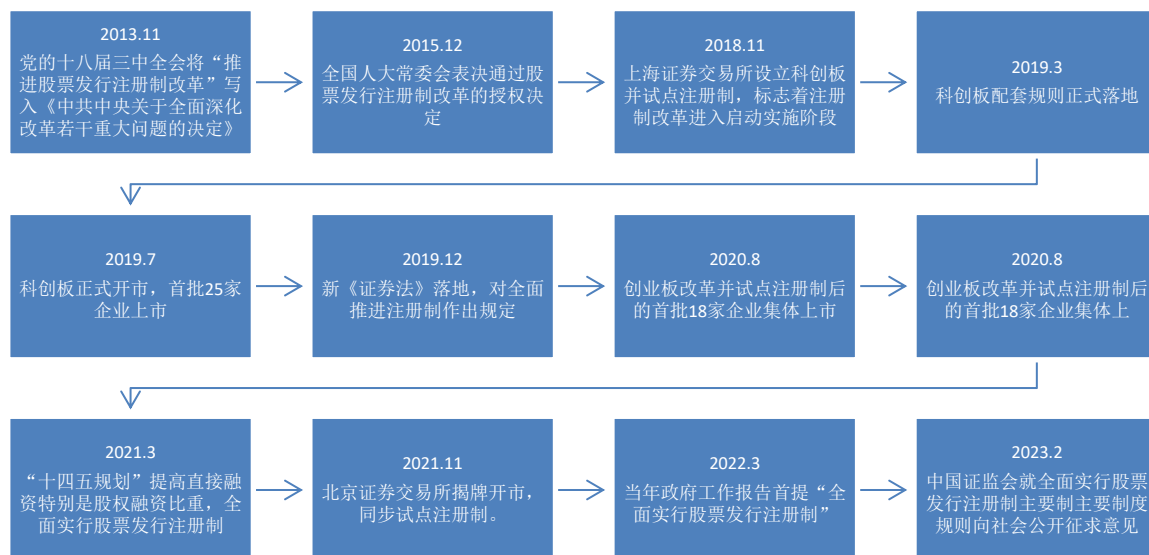 2013.11
党的十八届三中全会将“推
进股票发行注册制改革”写
入《中共中央关于全面深化
改革若干重大问题的决定》
2015.12
全国人大常委会表决通过股
票发行注册制改革的授权决
定
2018.11
上海证券交易所设立科创板
并试点注册制，标志着注册
制改革进入启动实施阶段
2019.3
科创板配套规则正式落地
2019.7
科创板正式开市，首批25家
企业上市
2019.12
新《证券法》落地，对全面
推进注册制作出规定
2020.8
创业板改革并试点注册制后
的首批18家企业集体上市
2020.8
创业板改革并试点注册制后
的首批18家企业集体上
2021.3
“十四五规划”提高直接融
资特别是股权融资比重，全
面实行股票发行注册制
2021.11
北京证券交易所揭牌开市，
同步试点注册制。
2022.3
当年政府工作报告首提“全
面实行股票发行注册制”
2023.2
中国证监会就全面实行股票
发行注册制主要制主要制度
规则向社会公开征求意见